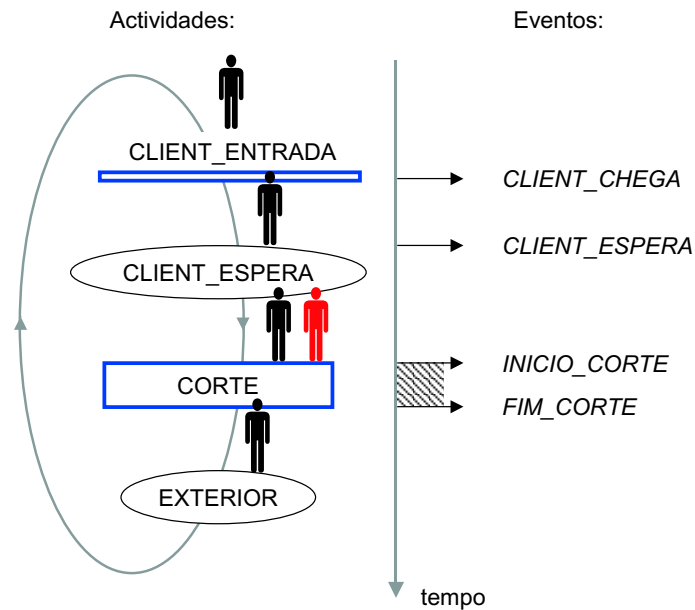 Actividades:
Eventos:
CLIENT_ENTRADA
CLIENT_CHEGA
CLIENT_ESPERA
CLIENT_ESPERA
INICIO_CORTE
CORTE
FIM_CORTE
EXTERIOR
tempo